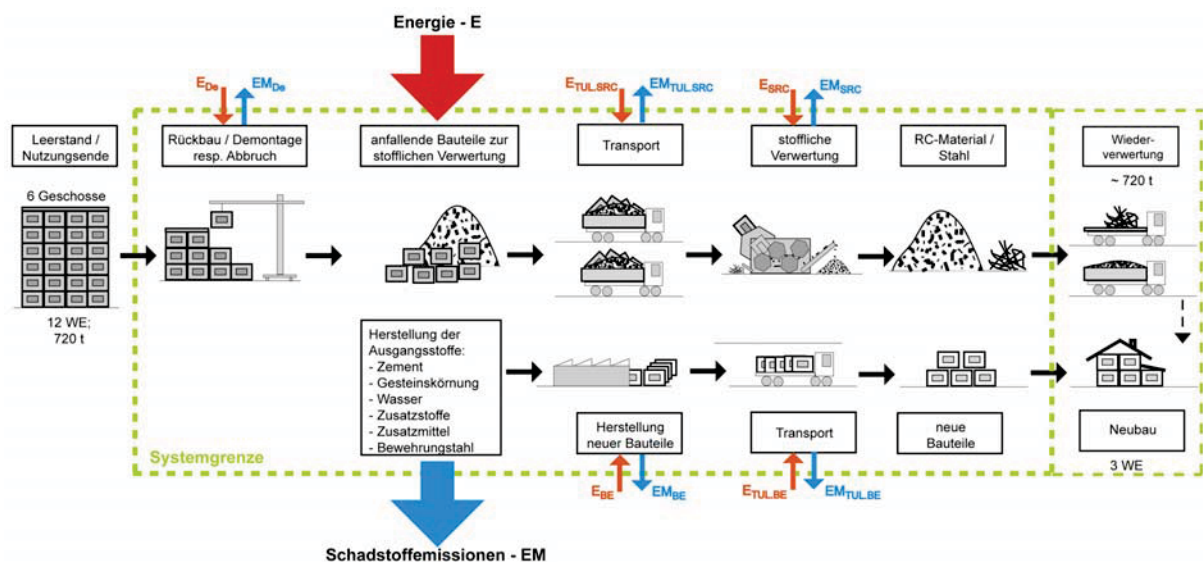 Energie - E
E_De
EM_De
E_TUL.SRC
EM_TUL.SRC
E_SRC
EM_SRC
Leerstand /
Nutzungsende
Rückbau / Demontage
resp. Abbruch
anfallende Bauteile zur
stofflichen Verwertung
Transport
stoffliche
Verwertung
RC-Material /
Stahl
Wieder-
verwertung
6 Geschosse
~ 720 t
12 WE;
720 t
Herstellung der
Ausgangsstoffe:
- Zement
- Gesteinskörnung
- Wasser
- Zusatzstoffe
- Zusatzmittel
- Bewehrungstahl
Herstellung
neuer Bauteile
Transport
neue
Bauteile
Neubau
Systemgrenze
3 WE
E_BE
EM_BE
E_TUL.BE
EM_TUL.BE
Schadstoffemissionen - EM